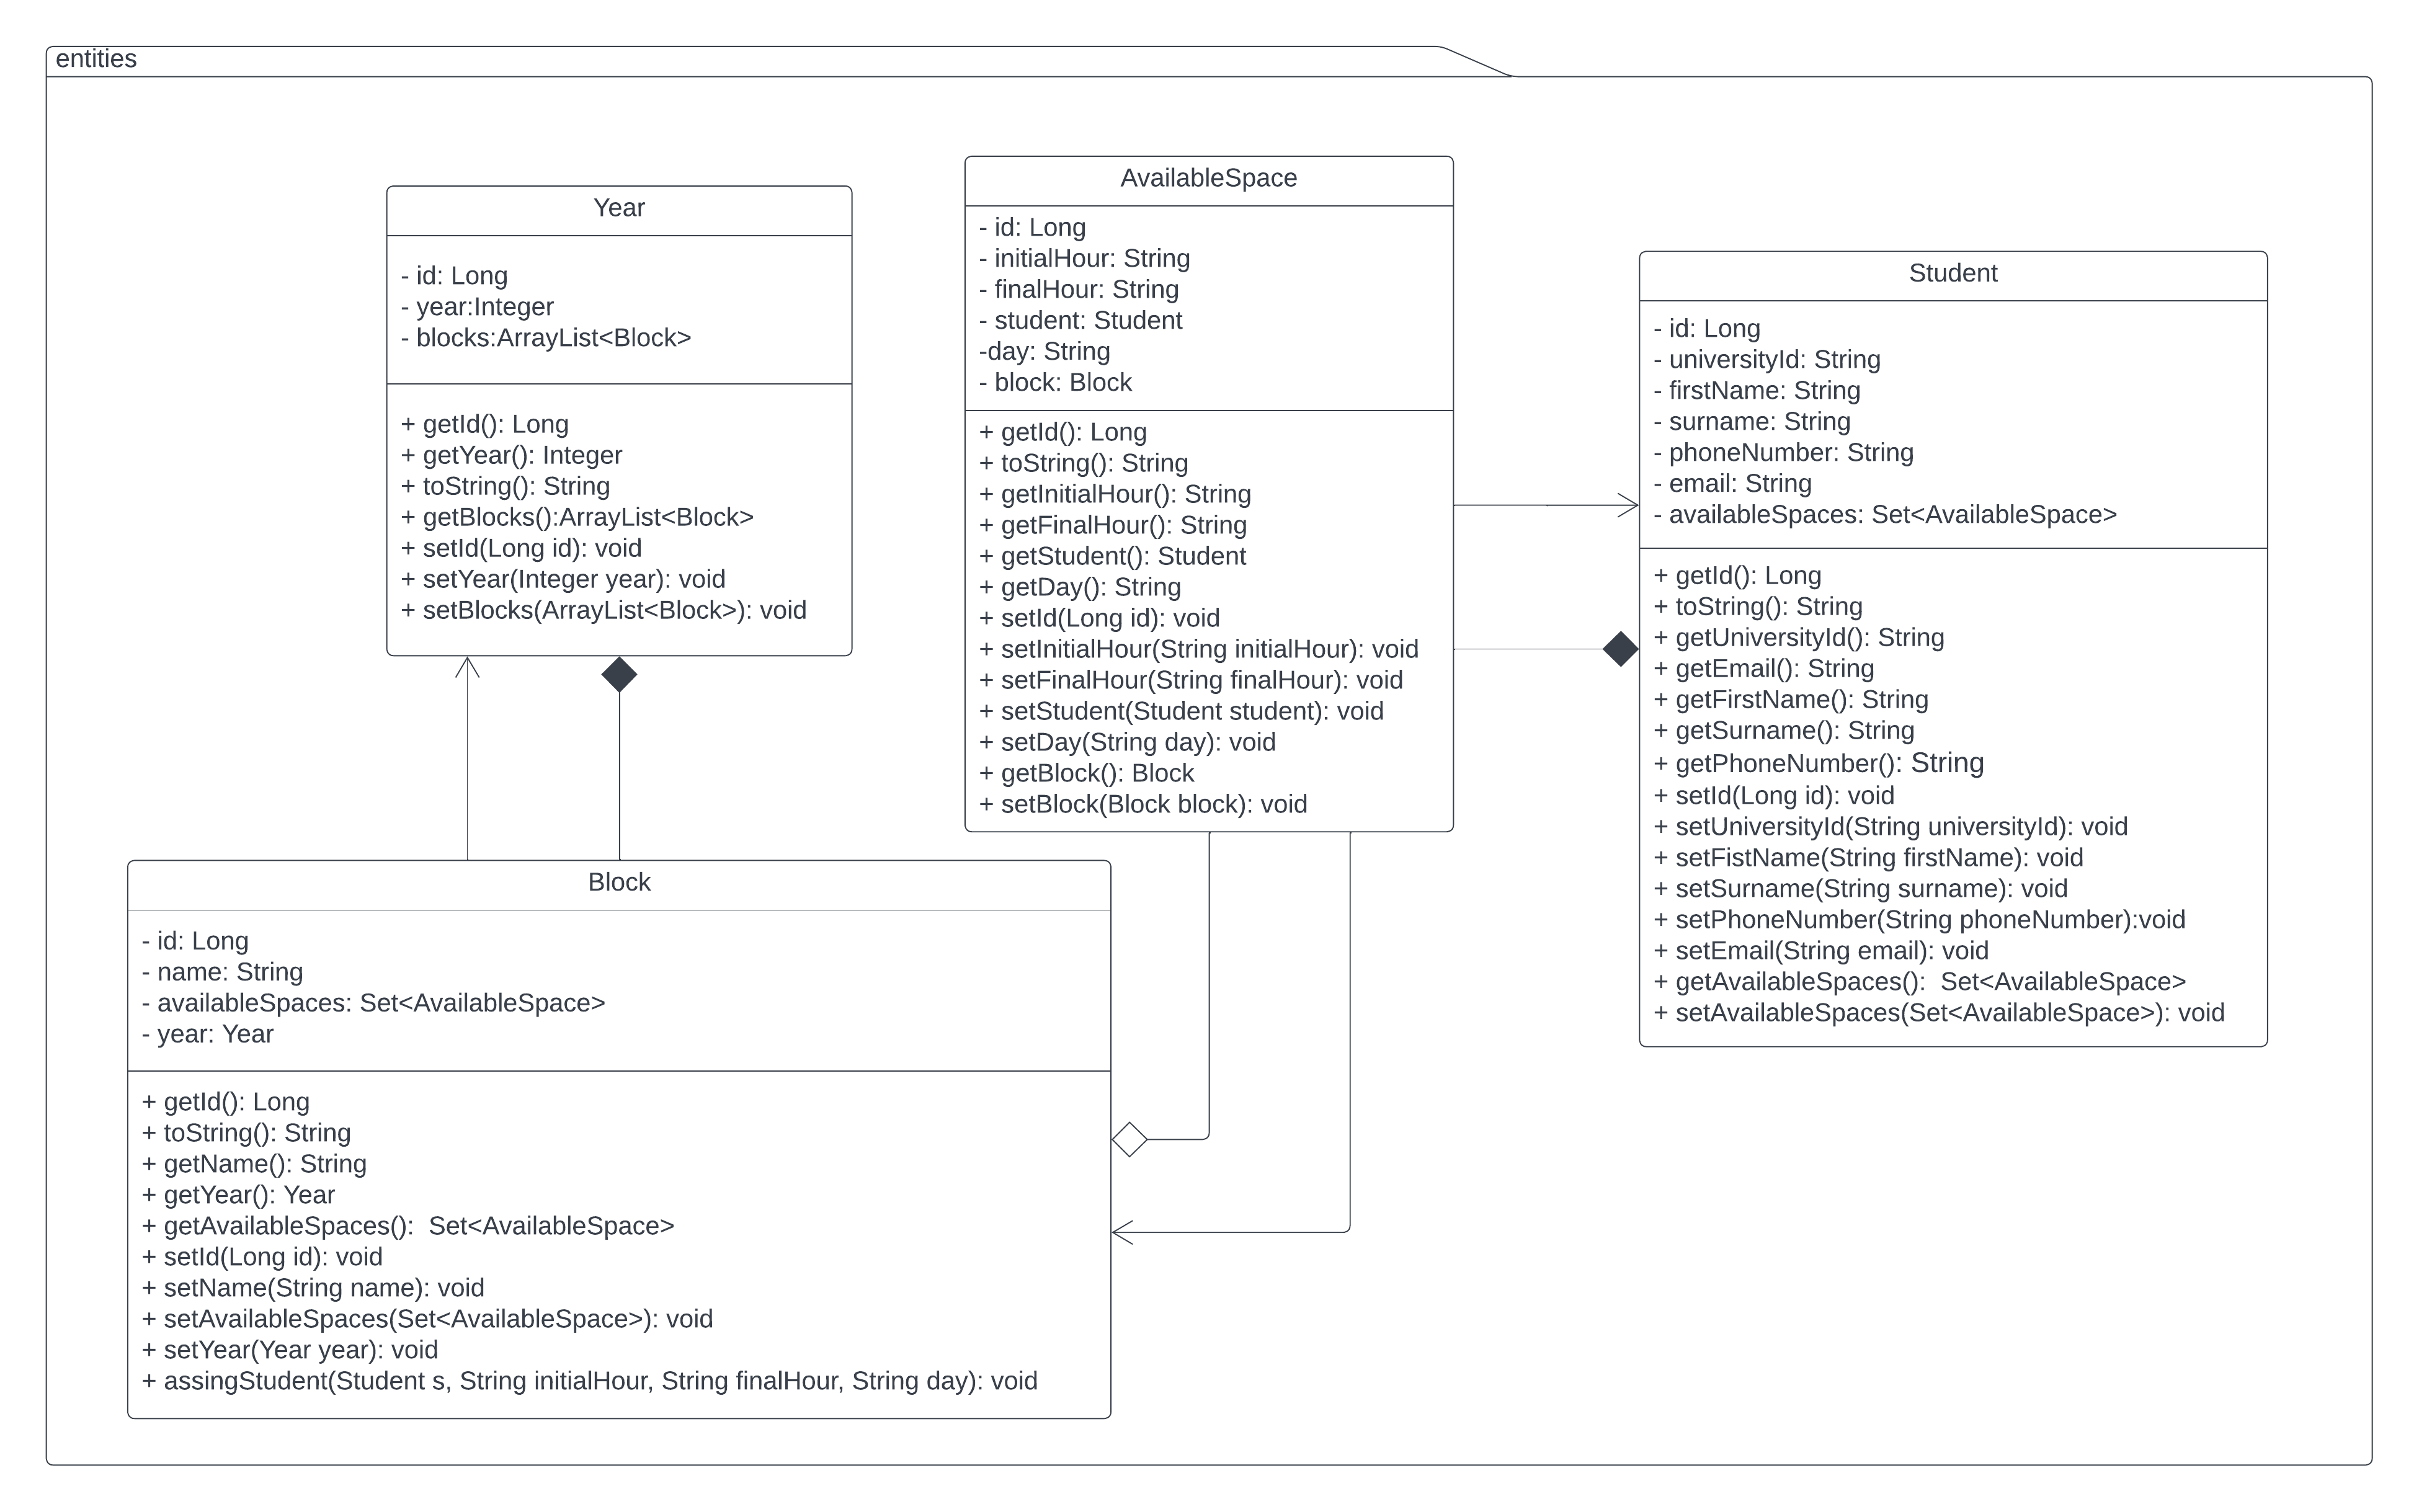 entities
Year
- id: Long
- year:Integer
- blocks:ArrayList<Block>
+ getId(): Long
+ getYear(): Integer
+ toString(): String
+ getBlocks():ArrayList<Block>
+ setId(Long id): void
+ setYear(Integer year): void
+ setBlocks(ArrayList<Block>): void
AvailableSpace
- id: Long
- initialHour: String
- finalHour: String
- student: Student
-day: String
- block: Block
+ getId(): Long
+ toString(): String
+ getInitialHour(): String
+ getFinalHour(): String
+ getStudent(): Student
+ getDay(): String
+ setId(Long id): void
+ setInitialHour(String initialHour): void
+ setFinalHour(String finalHour): void
+ setStudent(Student student): void
+ setDay(String day): void
+ getBlock(): Block
+ setBlock(Block block): void
Student
- id: Long
- universityId: String
- firstName: String
- surname: String
- phoneNumber: String
- email: String
- availableSpaces: Set<AvailableSpace>
+ getId(): Long
+ toString(): String
+ getUniversityId(): String
+ getEmail(): String
+ getFirstName(): String
+ getSurname(): String
+ getPhoneNumber(): String
+ setId(Long id): void
+ setUniversityId(String universityId): void
+ setFistName(String firstName): void
+ setSurname(String surname): void
+ setPhoneNumber(String phoneNumber):void
+ setEmail(String email): void
+ getAvailableSpaces():  Set<AvailableSpace>
+ setAvailableSpaces(Set<AvailableSpace>): void
Block
- id: Long
- name: String
- availableSpaces: Set<AvailableSpace>
- year: Year
+ getId(): Long
+ toString(): String
+ getName(): String
+ getYear(): Year
+ getAvailableSpaces():  Set<AvailableSpace>
+ setId(Long id): void
+ setName(String name): void
+ setAvailableSpaces(Set<AvailableSpace>): void
+ setYear(Year year): void
+ assingStudent(Student s, String initialHour, String finalHour, String day): void